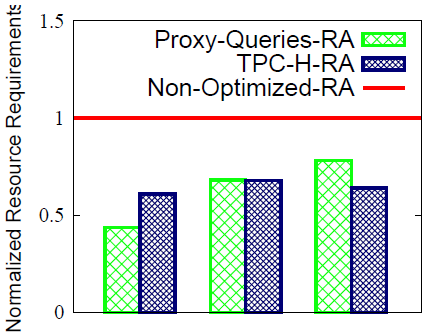 Normalized Resource Requirements
1.5
1
0.5
0
Proxy-Queries-RA
TPC-H-RA
Non-Optimized-RA